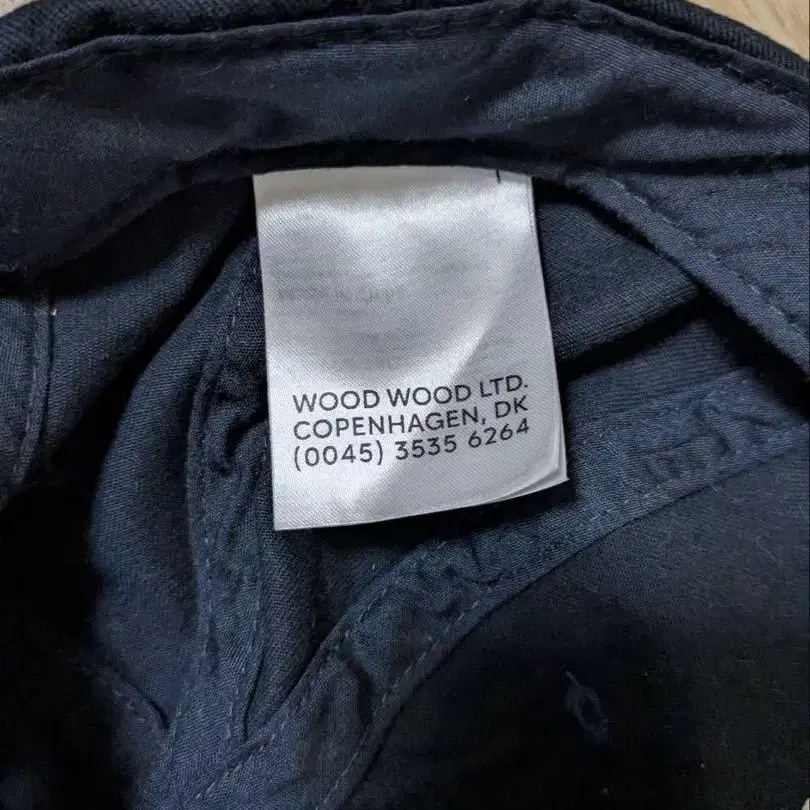 WOOD WOOD LTD.
COPENHAGEN, DK
(0045) 3535 6264